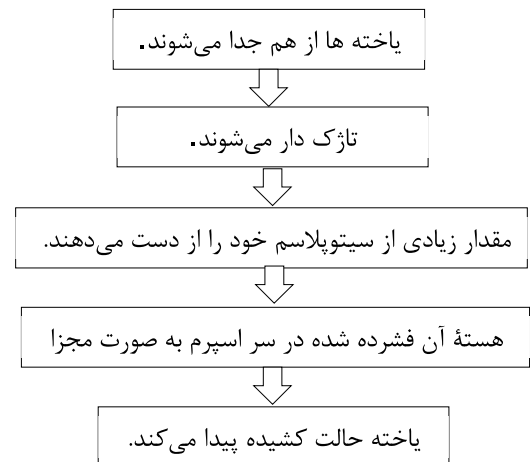 یاخته ها از هم جدا می‌شوند.
تاژک دار می‌شوند.
مقدار زیادی از سیتوپلاسم خود را از دست می‌دهند.
هستهٔ آن فشرده شده در سر اسپرم به صورت مجزا
یاخته حالت کشیده پیدا می‌کند.